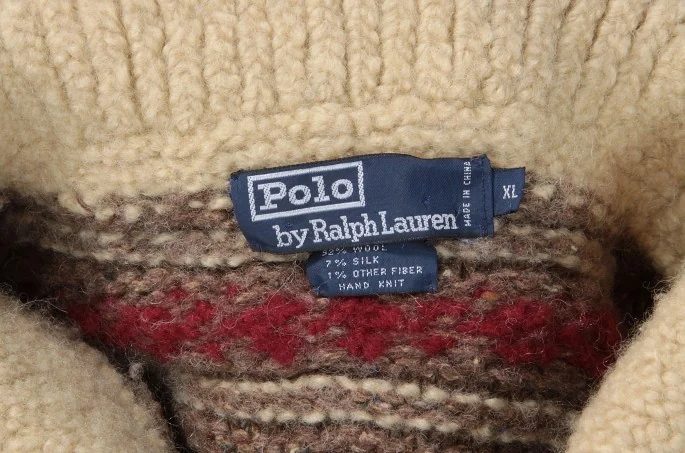 Polo
by Ralph Lauren
MADE IN CHINA
XL
92% WOOL
7% SILK
1% OTHER FIBER
HAND KNIT